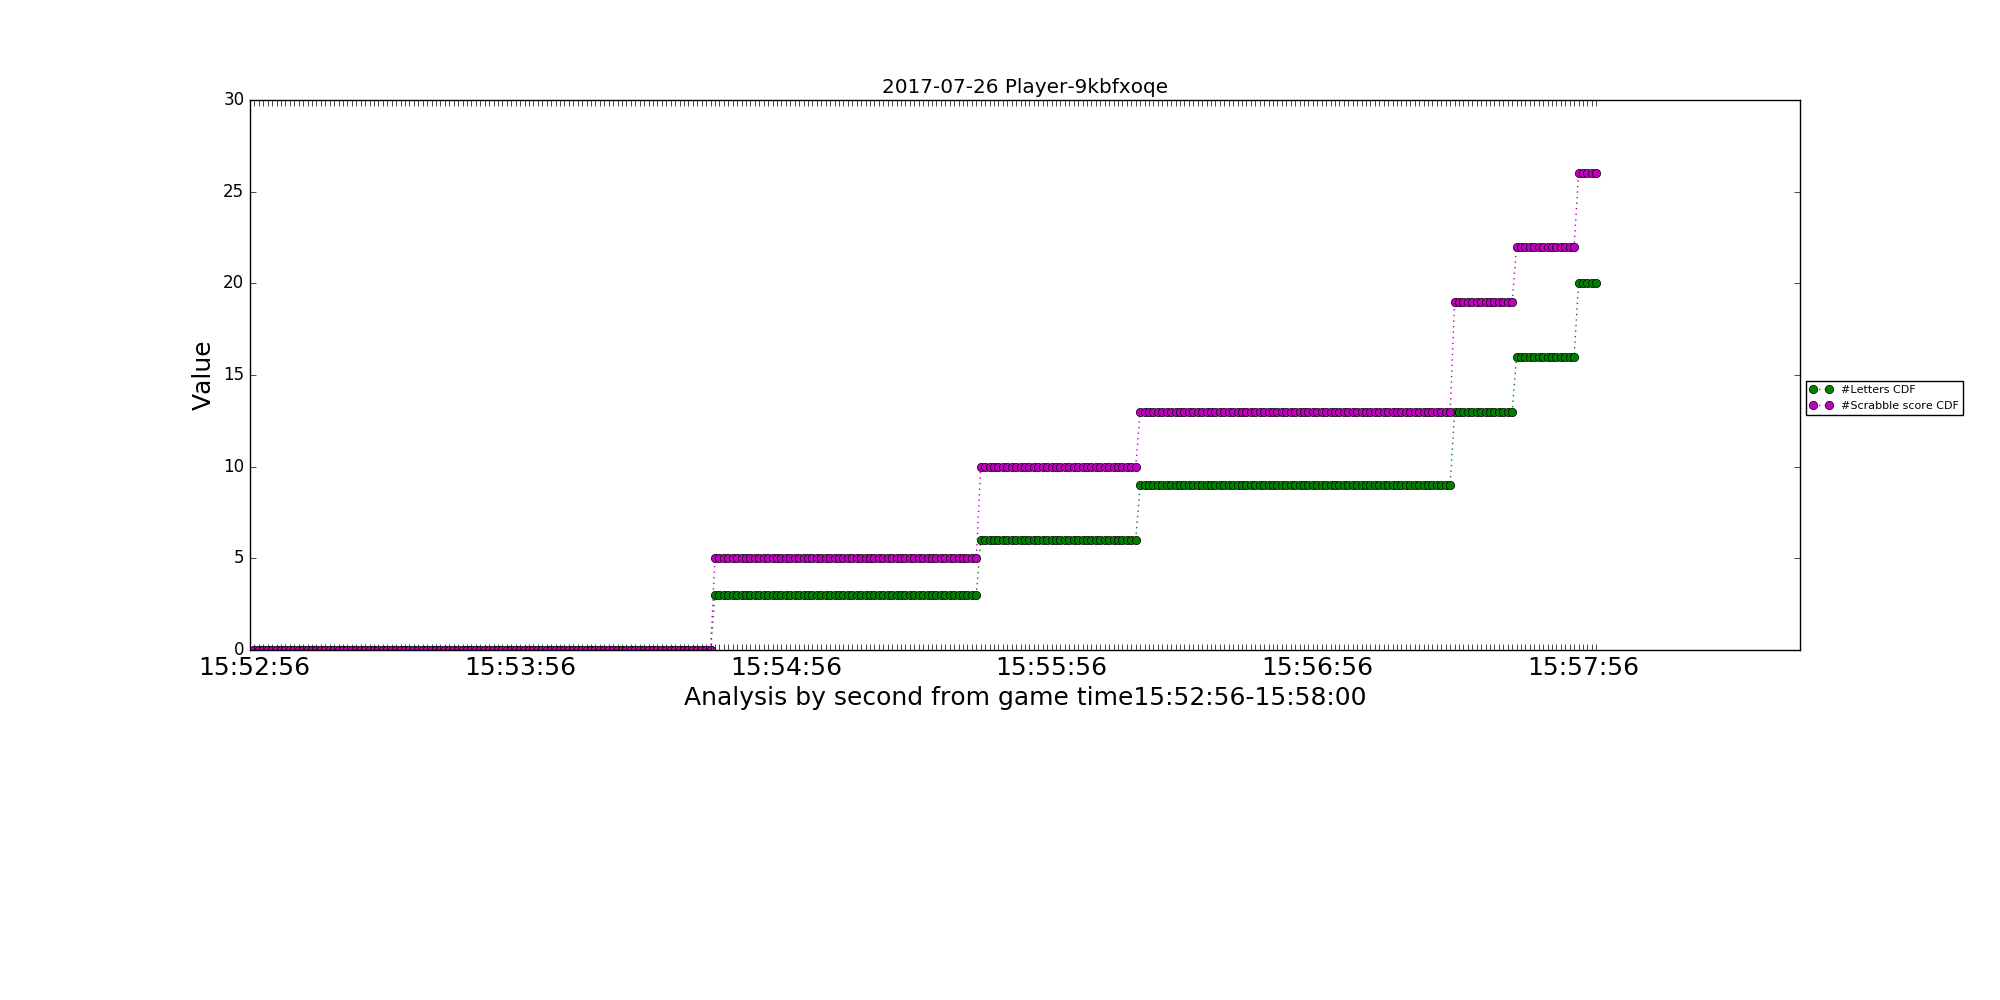 2017-07-26 Player-9kbfxoqe
30
25
20
15
10
5
0
Value
15:52:56 15:53:56 15:54:56 15:55:56 15:56:56 15:57:56
Analysis by second from game time15:52:56-15:58:00
#Letters CDF
#Scrabble score CDF